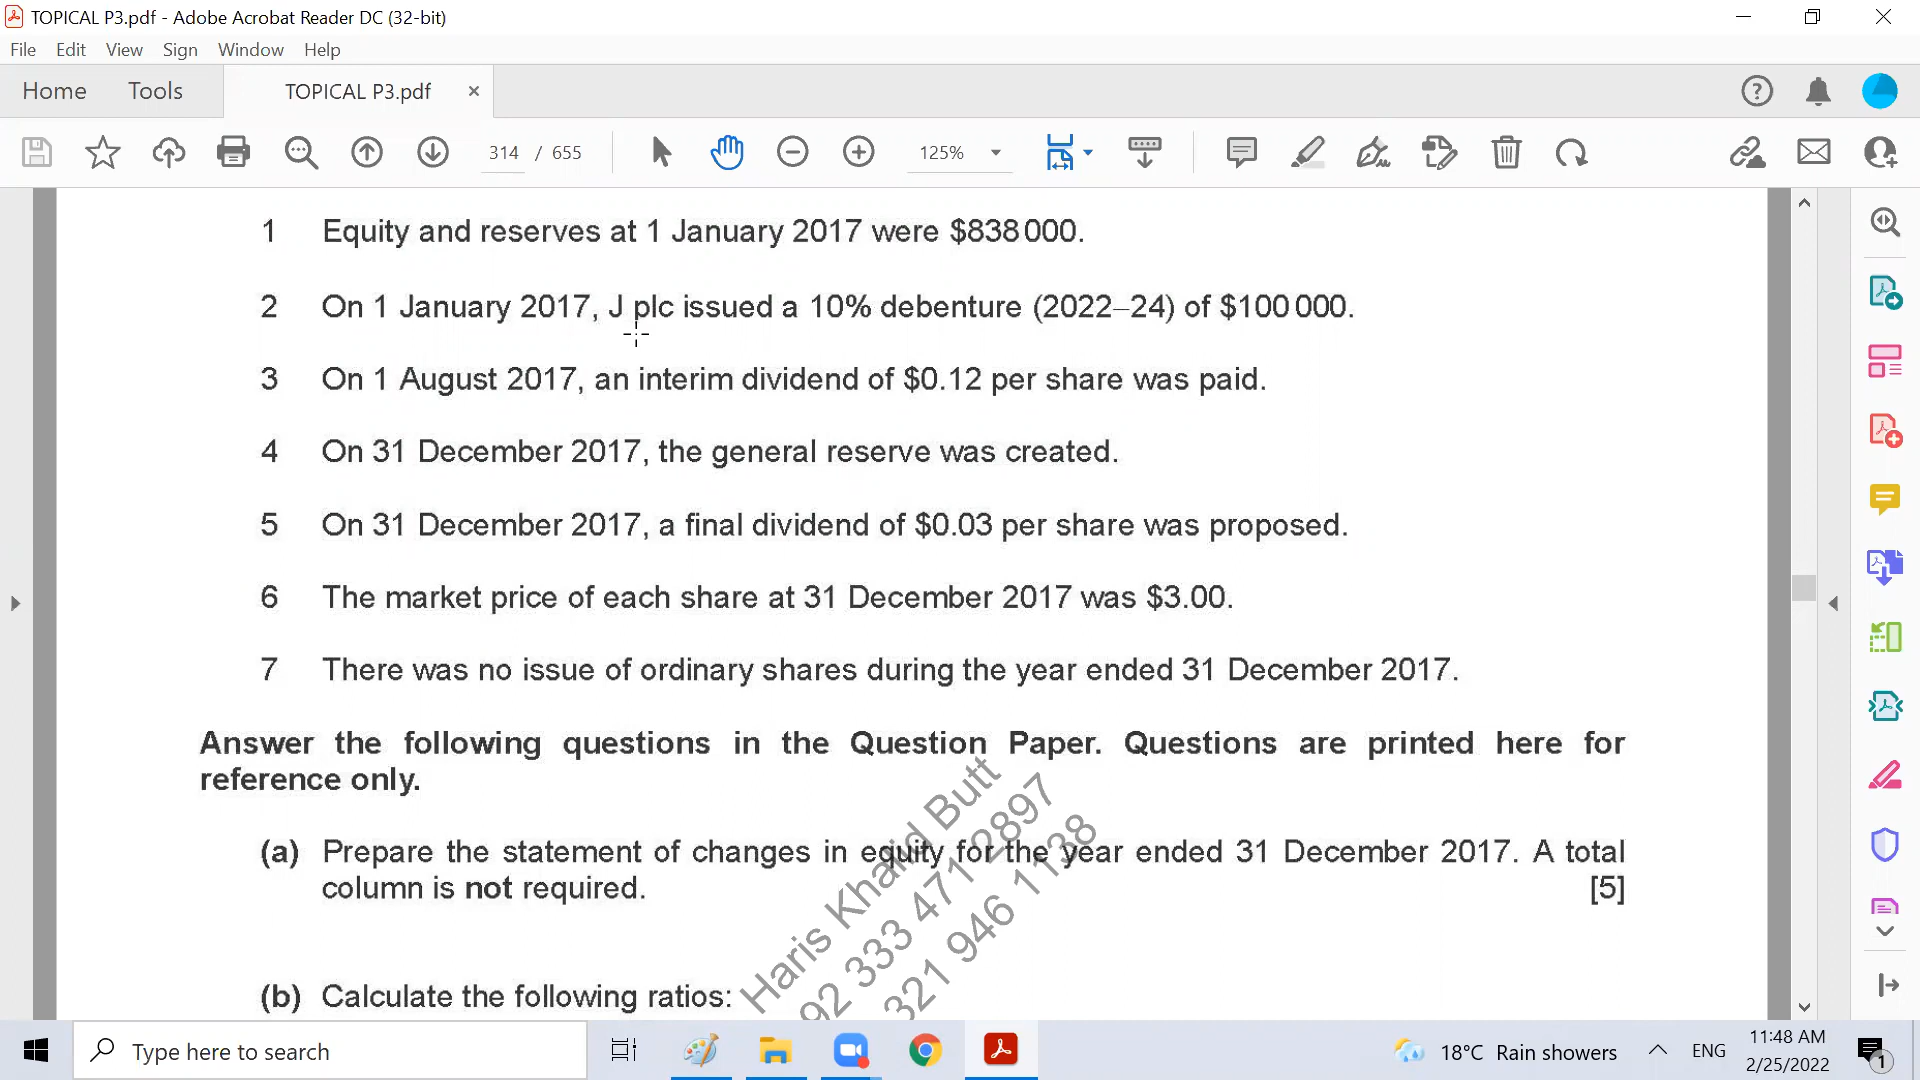 TOPICAL P3.pdf - Adobe Acrobat Reader DC (32-bit)
File Edit View Sign Window Help
Home Tools TOPICAL P3.pdf ×
314 / 655 125%
1 Equity and reserves at 1 January 2017 were $838 000.
2 On 1 January 2017, J plc issued a 10% debenture (2022–24) of $100 000.
3 On 1 August 2017, an interim dividend of $0.12 per share was paid.
4 On 31 December 2017, the general reserve was created.
5 On 31 December 2017, a final dividend of $0.03 per share was proposed.
6 The market price of each share at 31 December 2017 was $3.00.
7 There was no issue of ordinary shares during the year ended 31 December 2017.
Answer the following questions in the Question Paper. Questions are printed here for
reference only.
(a) Prepare the statement of changes in equity for the year ended 31 December 2017. A total
column is not required. [5]
(b) Calculate the following ratios:
Haris Khalid Butt
92 333 471 2897
321 946 1138
Type here to search
18°C Rain showers ENG 11:48 AM
2/25/2022
1